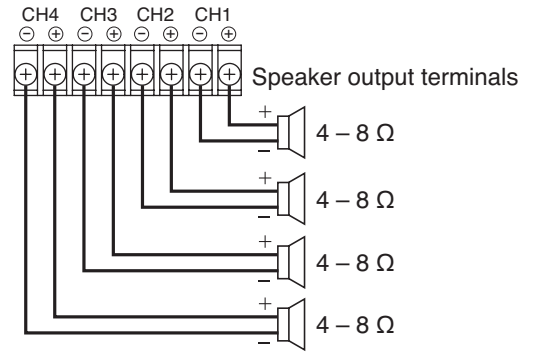 CH4 CH3 CH2 CH1
⊖ ⊕ ⊖ ⊕ ⊖ ⊕ ⊖ ⊕
Speaker output terminals
+
4 – 8 Ω
–
+
4 – 8 Ω
–
+
4 – 8 Ω
–
+
4 – 8 Ω
–